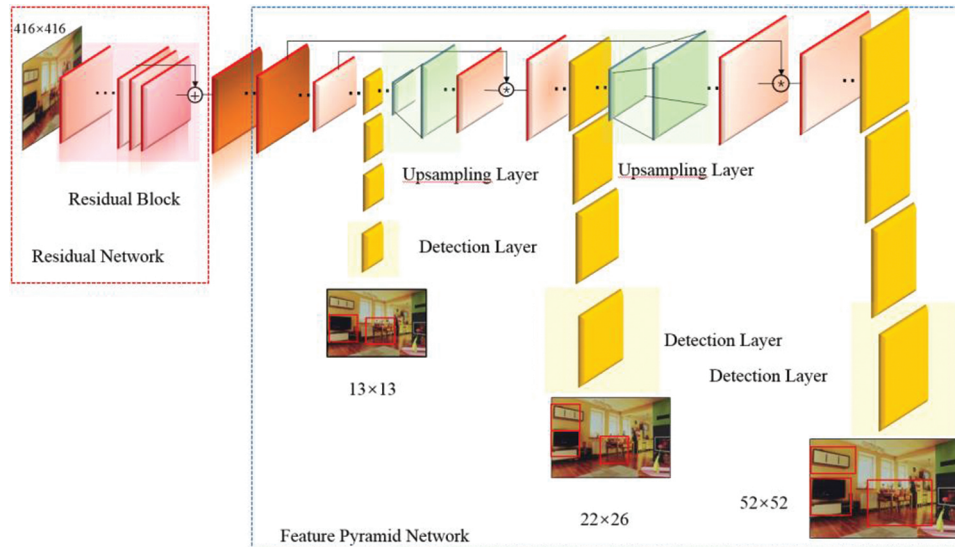 416×416
Residual Block
Residual Network
Upsampling Layer
Upsampling Layer
Detection Layer
13×13
Detection Layer
Detection Layer
22×26
52×52
Feature Pyramid Network